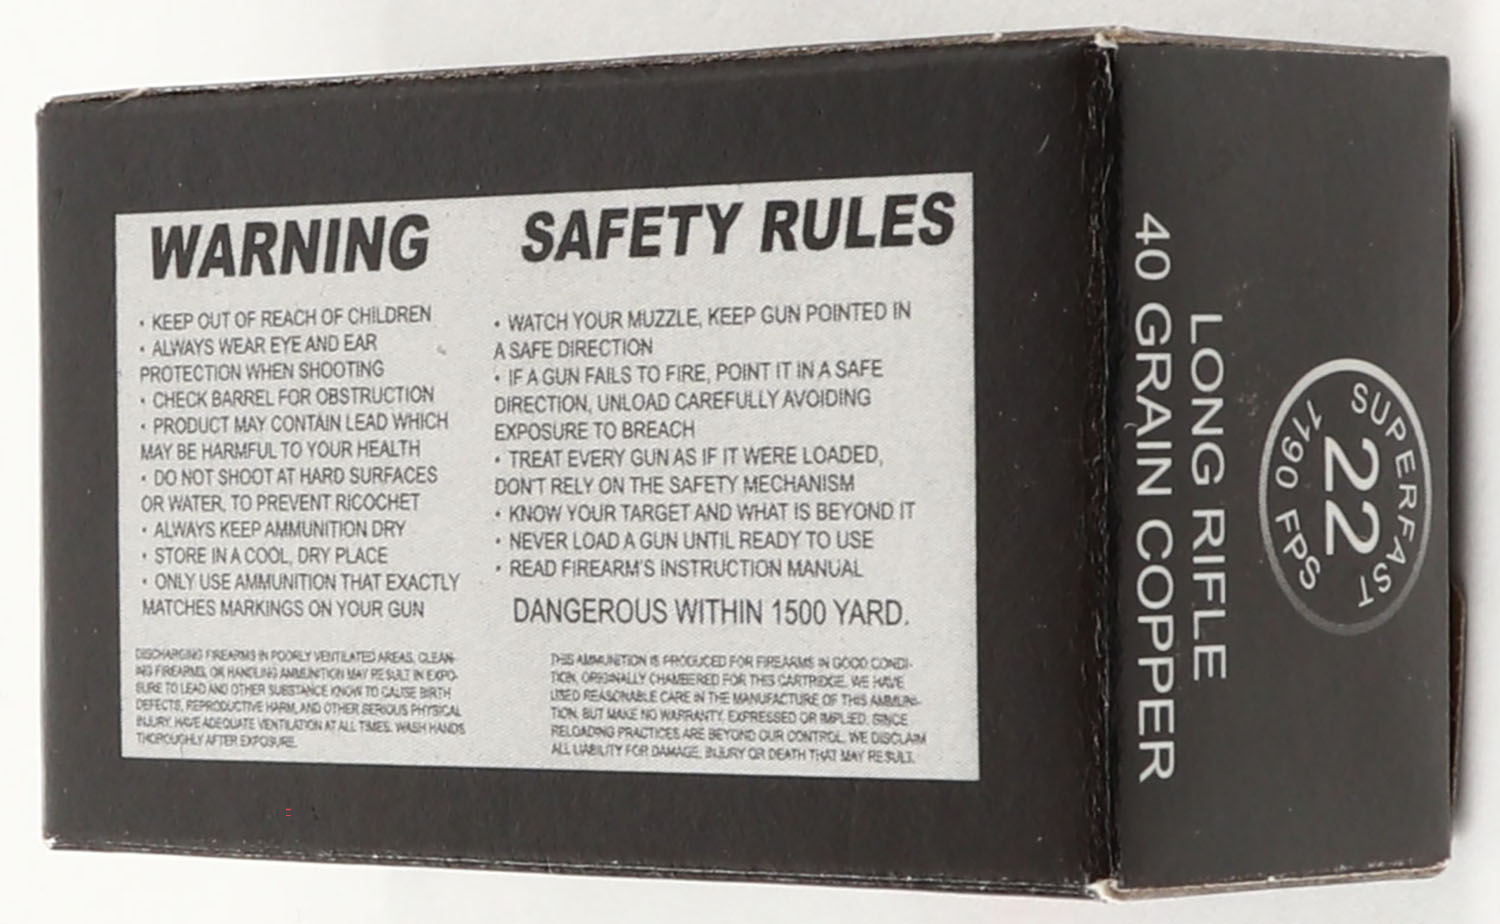 WARNING
• KEEP OUT OF REACH OF CHILDREN
• ALWAYS WEAR EYE AND EAR
PROTECTION WHEN SHOOTING
• CHECK BARREL FOR OBSTRUCTION
• PRODUCT MAY CONTAIN LEAD WHICH
MAY BE HARMFUL TO YOUR HEALTH
• DO NOT SHOOT AT HARD SURFACES
OR WATER, TO PREVENT RICOCHET
• ALWAYS KEEP AMMUNITION DRY
• STORE IN A COOL, DRY PLACE
• ONLY USE AMMUNITION THAT EXACTLY
MATCHES MARKINGS ON YOUR GUN
DISCHARGING FIREARMS IN POORLY VENTILATED AREAS, CLEAN-
ING FIREARMS, OR HANDLING AMMUNITION MAY RESULT IN EXPO-
SURE TO LEAD AND OTHER SUBSTANCE KNOW TO CAUSE BIRTH
DEFECTS, REPRODUCTIVE HARM, AND OTHER SERIOUS PHYSICAL
INJURY. HAVE ADEQUATE VENTILATION AT ALL TIMES. WASH HANDS
THOROUGHLY AFTER EXPOSURE.
SAFETY RULES
• WATCH YOUR MUZZLE, KEEP GUN POINTED IN
A SAFE DIRECTION
• IF A GUN FAILS TO FIRE, POINT IT IN A SAFE
DIRECTION, UNLOAD CAREFULLY AVOIDING
EXPOSURE TO BREACH
• TREAT EVERY GUN AS IF IT WERE LOADED,
DON'T RELY ON THE SAFETY MECHANISM
• KNOW YOUR TARGET AND WHAT IS BEYOND IT
• NEVER LOAD A GUN UNTIL READY TO USE
• READ FIREARM'S INSTRUCTION MANUAL
DANGEROUS WITHIN 1500 YARD.
THIS AMMUNITION IS PRODUCED FOR FIREARMS IN GOOD CONDI-
TION, ORIGINALLY CHAMBERED FOR THIS CARTRIDGE. WE HAVE
USED REASONABLE CARE IN THE MANUFACTURE OF THIS AMMUNI-
TION, BUT MAKE NO WARRANTY, EXPRESSED OR IMPLIED. SINCE
RELOADING PRACTICES ARE BEYOND OUR CONTROL, WE DISCLAIM
ALL LIABILITY FOR DAMAGE, INJURY OR DEATH THAT MAY RESULT.
SUPERFAST
22
1190 FPS
LONG RIFLE
40 GRAIN COPPER